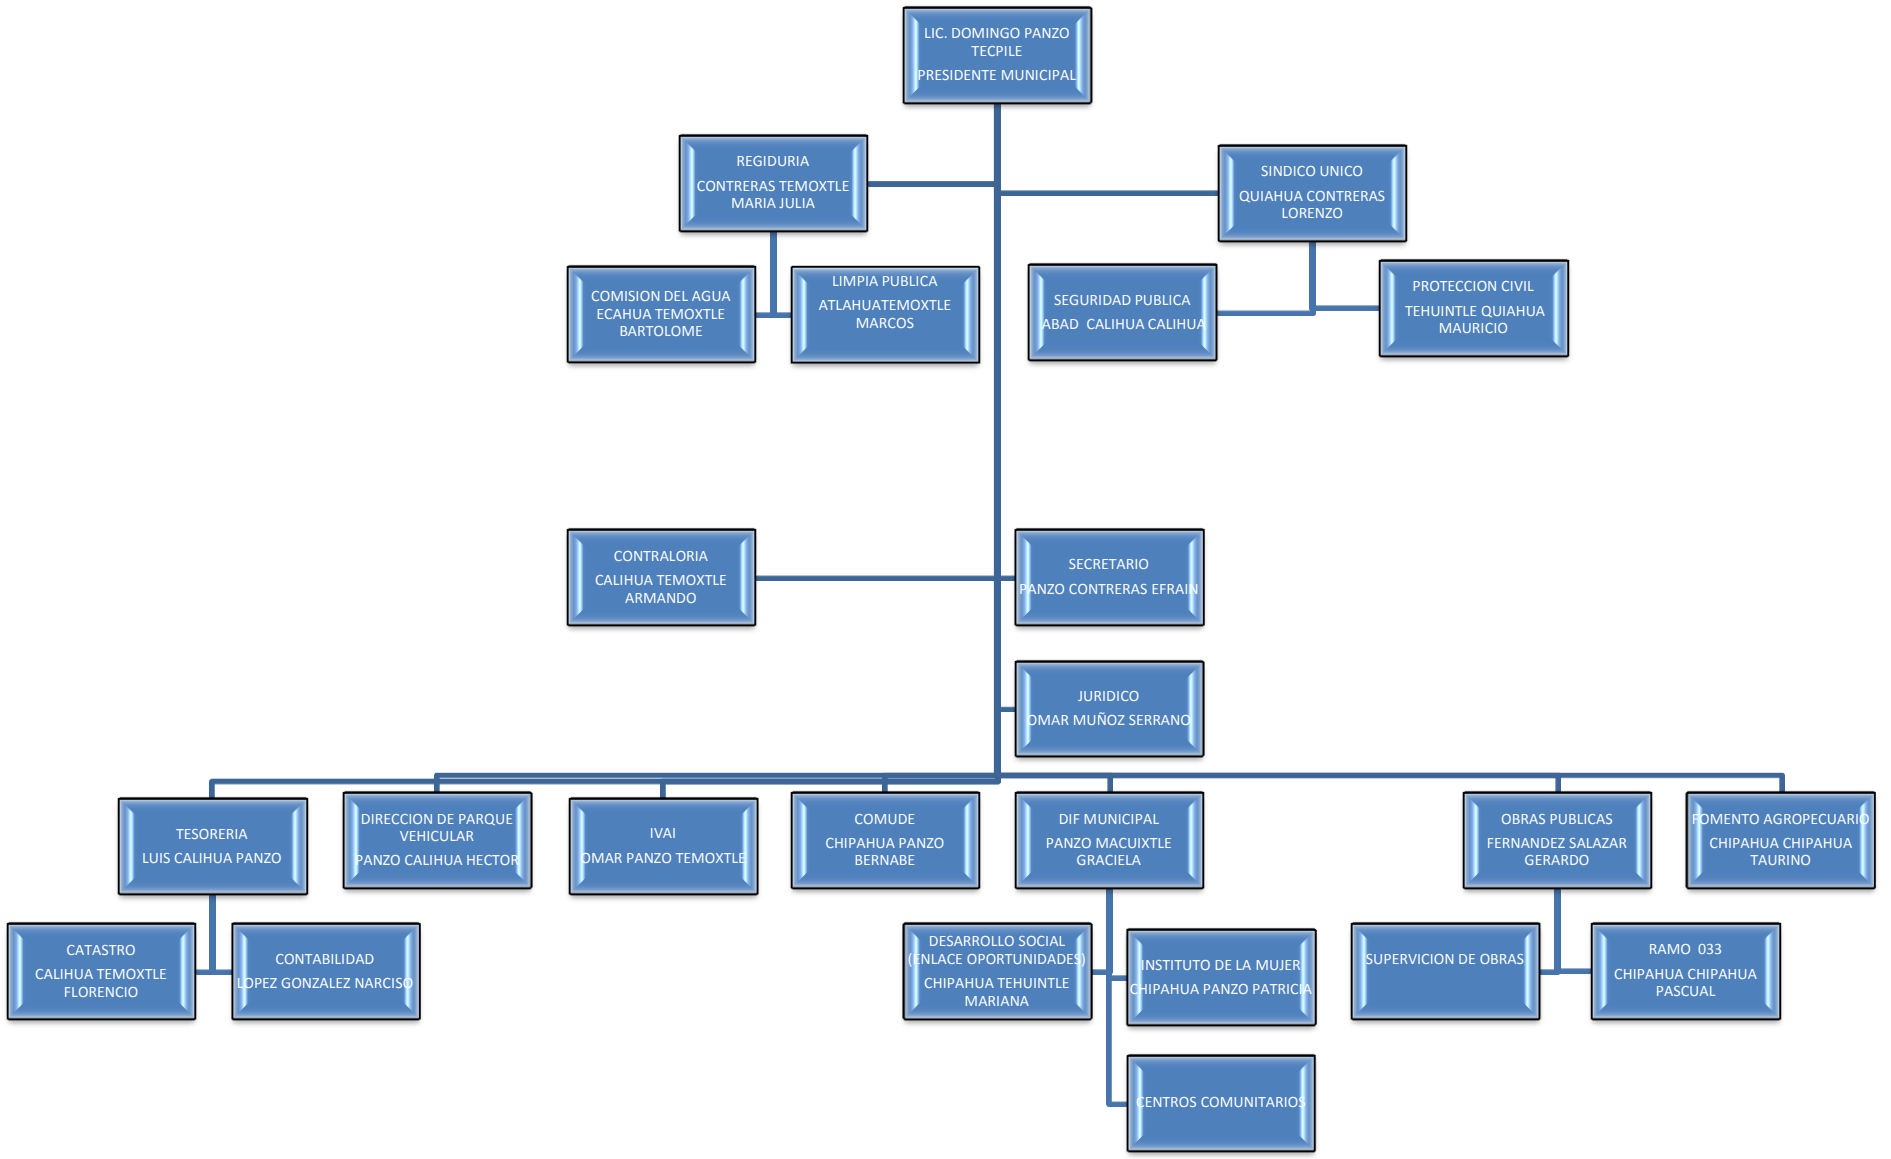 LIC. DOMINGO PANZO
TECPILE
PRESIDENTE MUNICIPAL
REGIDURIA
CONTRERAS TEMOXTLE
MARIA JULIA
SINDICO UNICO
QUIAHUA CONTRERAS
LORENZO
COMISION DEL AGUA
ECAHUA TEMOXTLE
BARTOLOME
LIMPIA PUBLICA
ATLAHUATEMOXTLE
MARCOS
SEGURIDAD PUBLICA
ABAD  CALIHUA CALIHUA
PROTECCION CIVIL
TEHUINTLE QUIAHUA
MAURICIO
CONTRALORIA
CALIHUA TEMOXTLE
ARMANDO
SECRETARIO
PANZO CONTRERAS EFRAIN
JURIDICO
OMAR MUÑOZ SERRANO
TESORERIA
LUIS CALIHUA PANZO
DIRECCION DE PARQUE
VEHICULAR
PANZO CALIHUA HECTOR
IVAI
OMAR PANZO TEMOXTLE
COMUDE
CHIPAHUA PANZO
BERNABE
DIF MUNICIPAL
PANZO MACUIXTLE
GRACIELA
OBRAS PUBLICAS
FERNANDEZ SALAZAR
GERARDO
FOMENTO AGROPECUARIO
CHIPAHUA CHIPAHUA
TAURINO
CATASTRO
CALIHUA TEMOXTLE
FLORENCIO
CONTABILIDAD
LOPEZ GONZALEZ NARCISO
DESARROLLO SOCIAL
(ENLACE OPORTUNIDADES)
CHIPAHUA TEHUINTLE
MARIANA
INSTITUTO DE LA MUJER
CHIPAHUA PANZO PATRICIA
SUPERVICION DE OBRAS
RAMO  033
CHIPAHUA CHIPAHUA
PASCUAL
CENTROS COMUNITARIOS